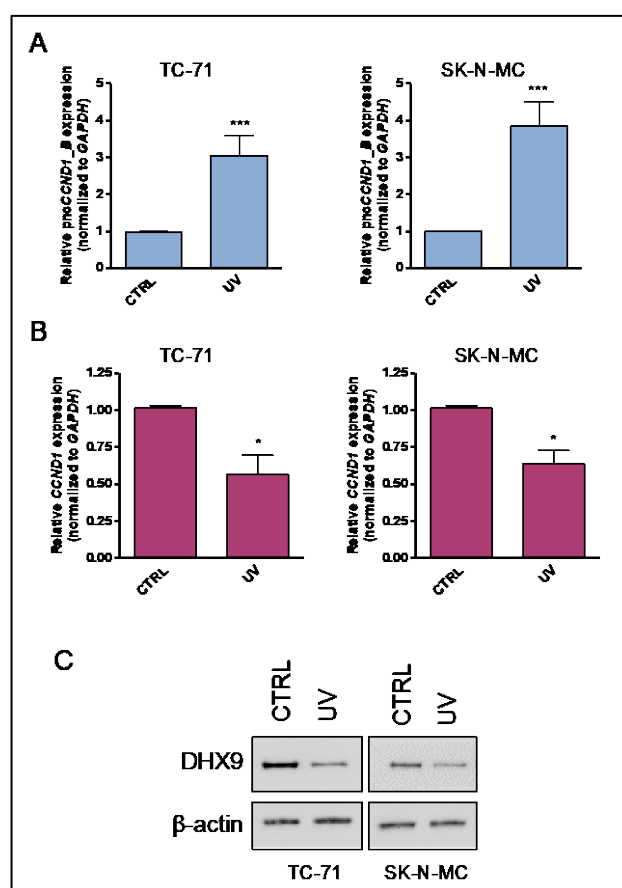 A
TC-71
SK-N-MC
Relative pncCCND1_B expression
(normalized to GAPDH)
5
4
3
2
1
0
***
CTRL
UV
Relative pncCCND1_B expression
(normalized to GAPDH)
5
4
3
2
1
0
***
CTRL
UV
B
TC-71
SK-N-MC
Relative CCND1 expression
(normalized to GAPDH)
1.25
1.00
0.75
0.50
0.25
0.00
*
CTRL
UV
Relative CCND1 expression
(normalized to GAPDH)
1.25
1.00
0.75
0.50
0.25
0.00
*
CTRL
UV
C
CTRL
UV
CTRL
UV
DHX9
β-actin
TC-71
SK-N-MC